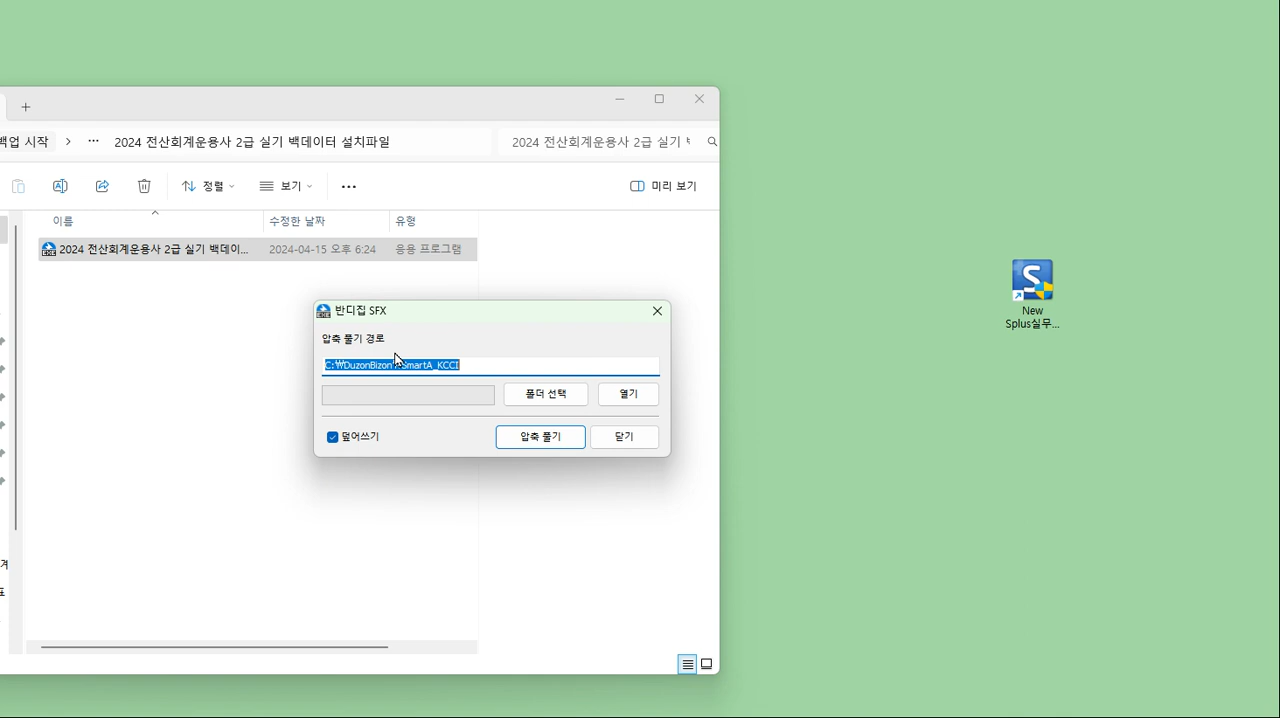 +
백업 시작 > ··· 2024 전산회계운용사 2급 실기 백데이터 설치파일
2024 전산회계운용사 2급 실기
정렬
보기
···
미리 보기
이름
수정한 날짜
유형
2024 전산회계운용사 2급 실기 백데이...
2024-04-15 오후 6:24
응용 프로그램
반디집 SFX
압축 풀기 경로
SmartA_KCCI
폴더 선택
열기
덮어쓰기
압축 풀기
닫기
New
Splus실무...